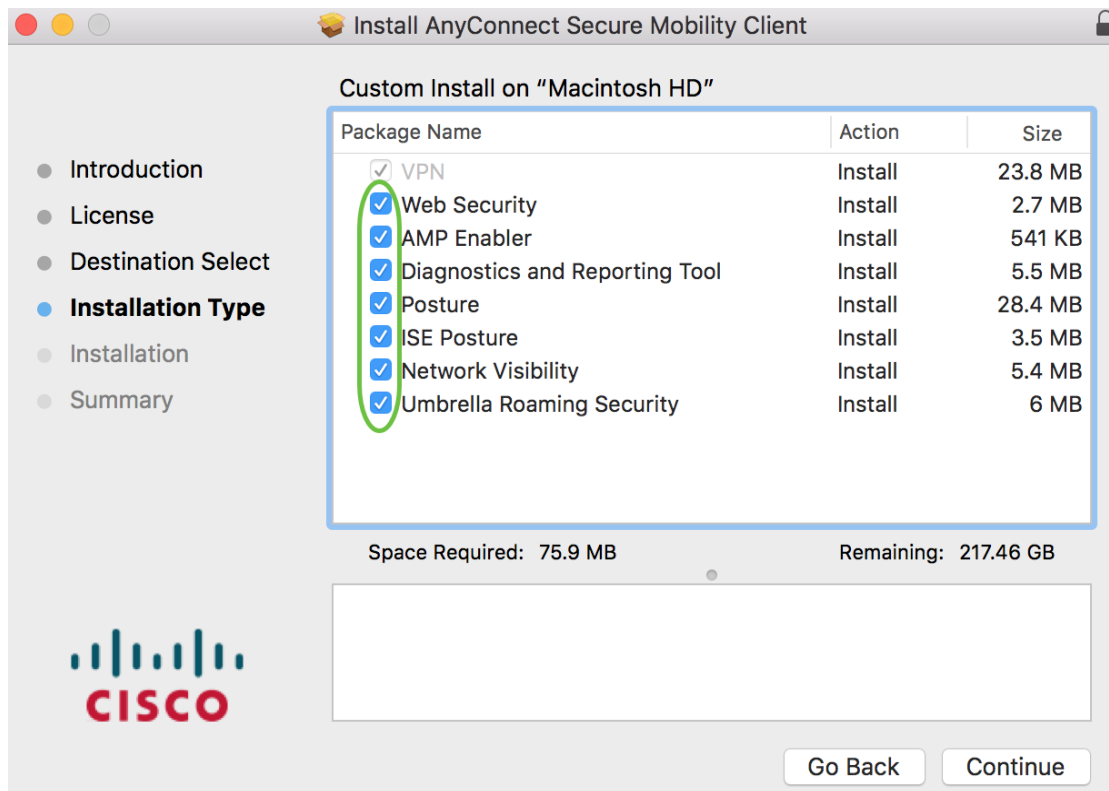 Install AnyConnect Secure Mobility Client
Custom Install on “Macintosh HD”
Introduction
License
Destination Select
Installation Type
Installation
Summary
Package Name Action Size
VPN Install 23.8 MB
Web Security Install 2.7 MB
AMP Enabler Install 541 KB
Diagnostics and Reporting Tool Install 5.5 MB
Posture Install 28.4 MB
ISE Posture Install 3.5 MB
Network Visibility Install 5.4 MB
Umbrella Roaming Security Install 6 MB
Space Required: 75.9 MB Remaining: 217.46 GB
CISCO
Go Back Continue